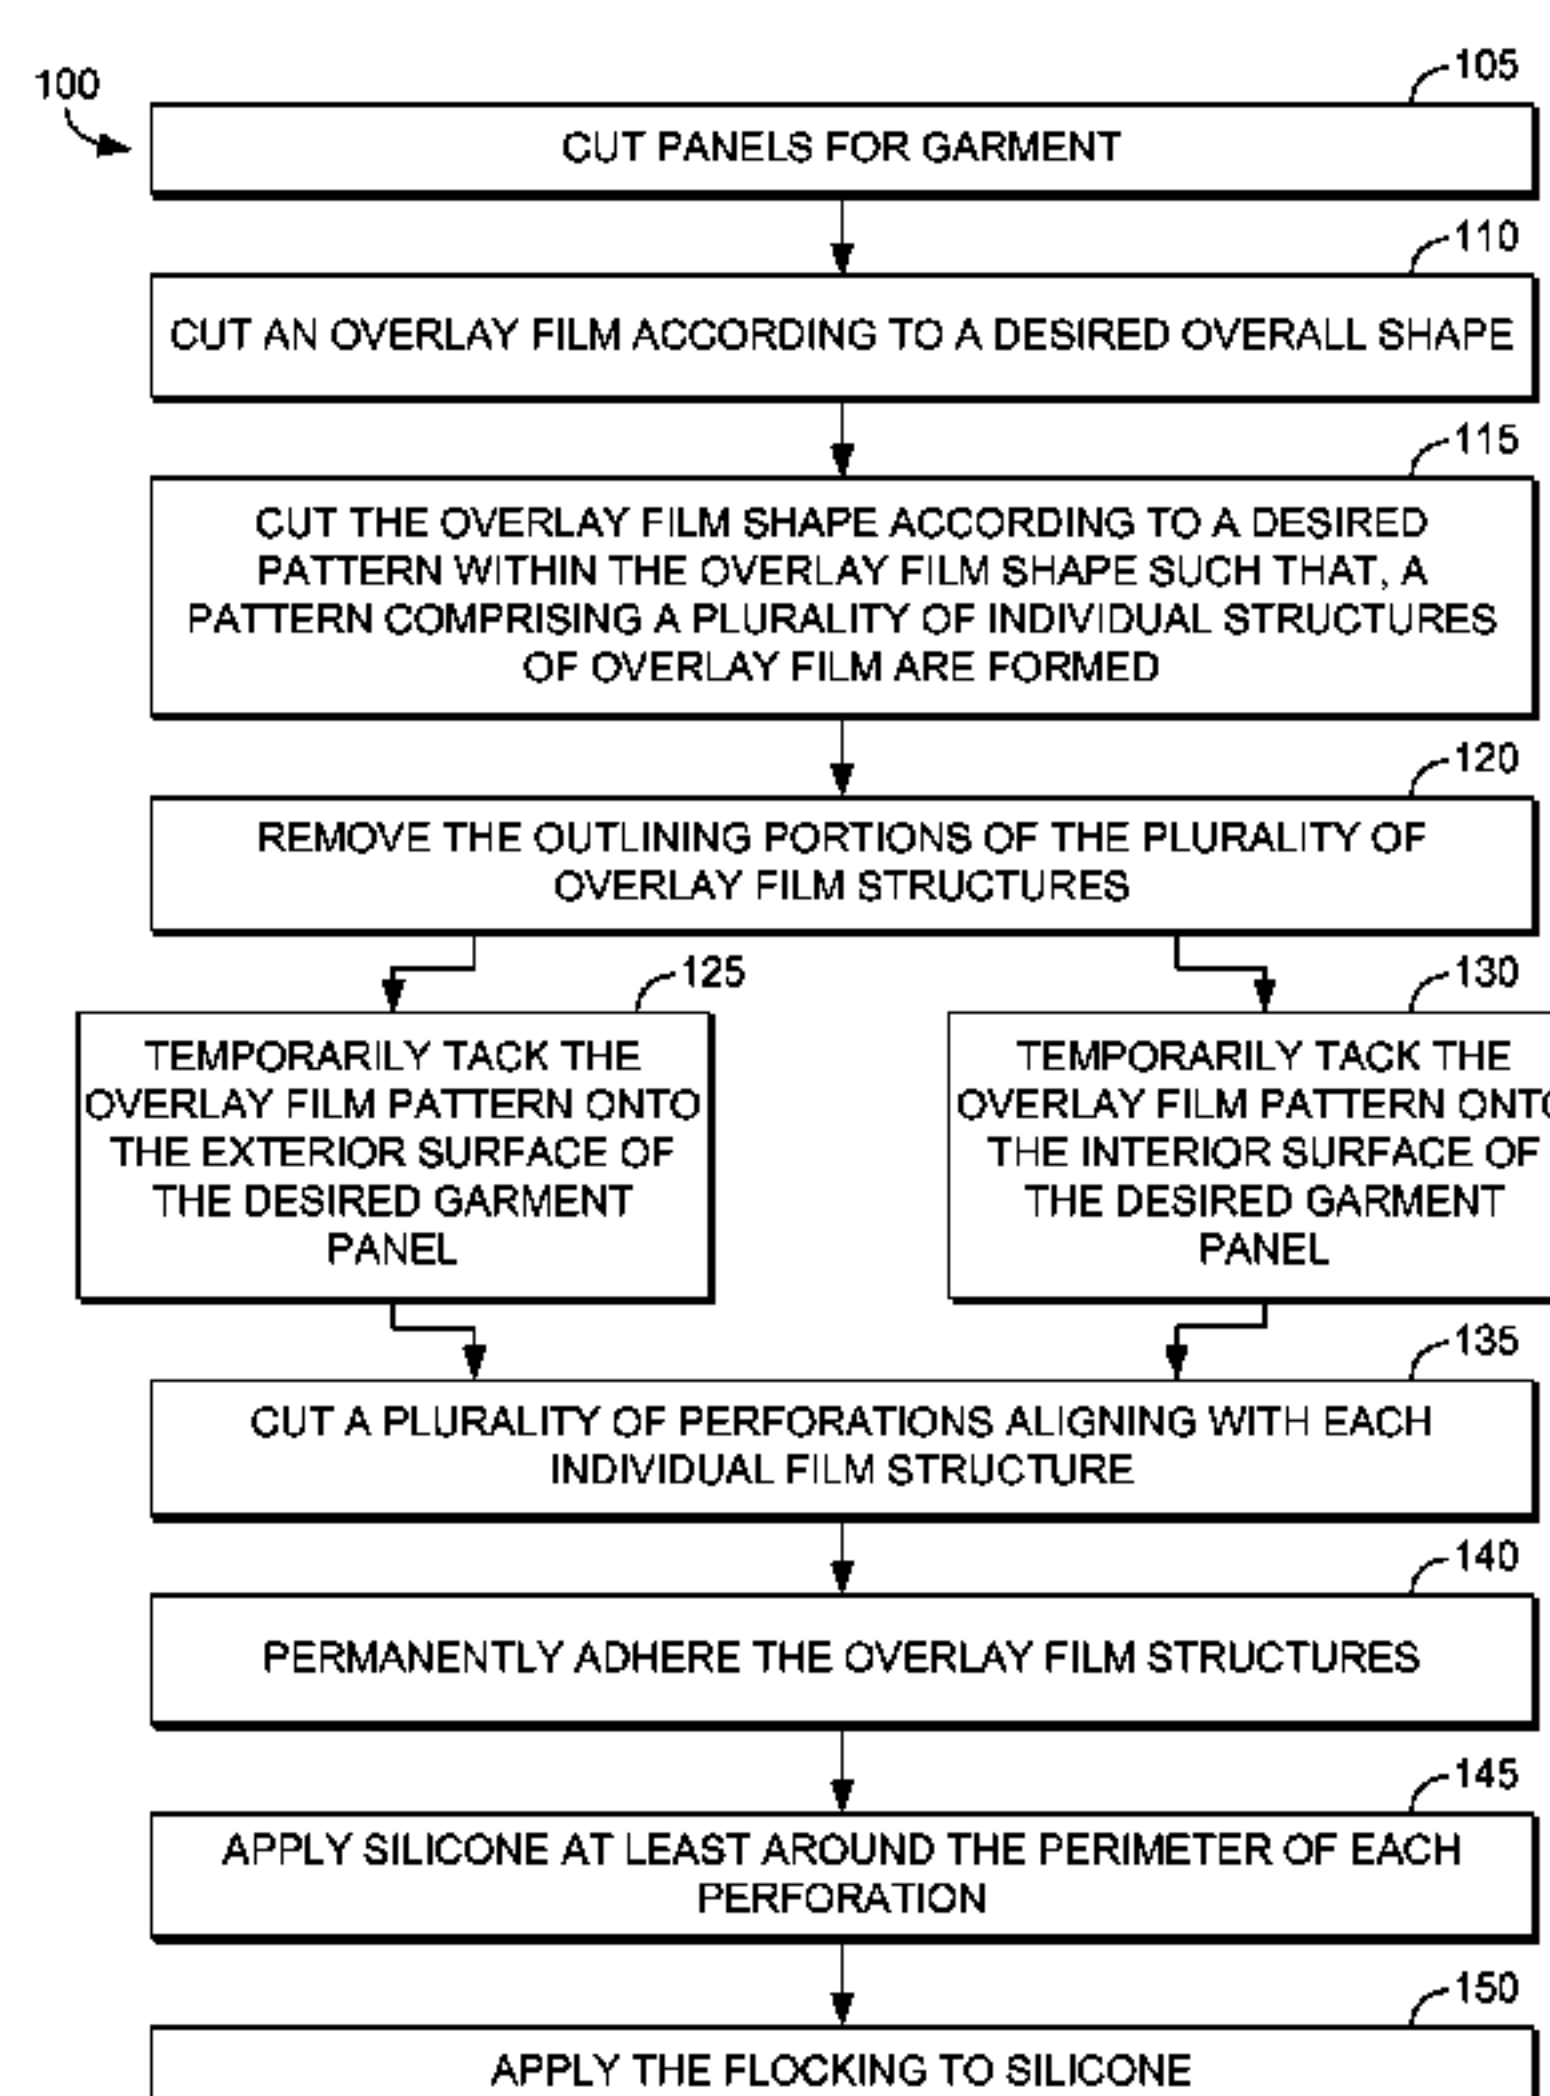 100
105
CUT PANELS FOR GARMENT
110
CUT AN OVERLAY FILM ACCORDING TO A DESIRED OVERALL SHAPE
115
CUT THE OVERLAY FILM SHAPE ACCORDING TO A DESIRED
PATTERN WITHIN THE OVERLAY FILM SHAPE SUCH THAT, A
PATTERN COMPRISING A PLURALITY OF INDIVIDUAL STRUCTURES
OF OVERLAY FILM ARE FORMED
120
REMOVE THE OUTLINING PORTIONS OF THE PLURALITY OF
OVERLAY FILM STRUCTURES
125
TEMPORARILY TACK THE
OVERLAY FILM PATTERN ONTO
THE EXTERIOR SURFACE OF
THE DESIRED GARMENT
PANEL
130
TEMPORARILY TACK THE
OVERLAY FILM PATTERN ONTO
THE INTERIOR SURFACE OF
THE DESIRED GARMENT
PANEL
135
CUT A PLURALITY OF PERFORATIONS ALIGNING WITH EACH
INDIVIDUAL FILM STRUCTURE
140
PERMANENTLY ADHERE THE OVERLAY FILM STRUCTURES
145
APPLY SILICONE AT LEAST AROUND THE PERIMETER OF EACH
PERFORATION
150
APPLY THE FLOCKING TO SILICONE